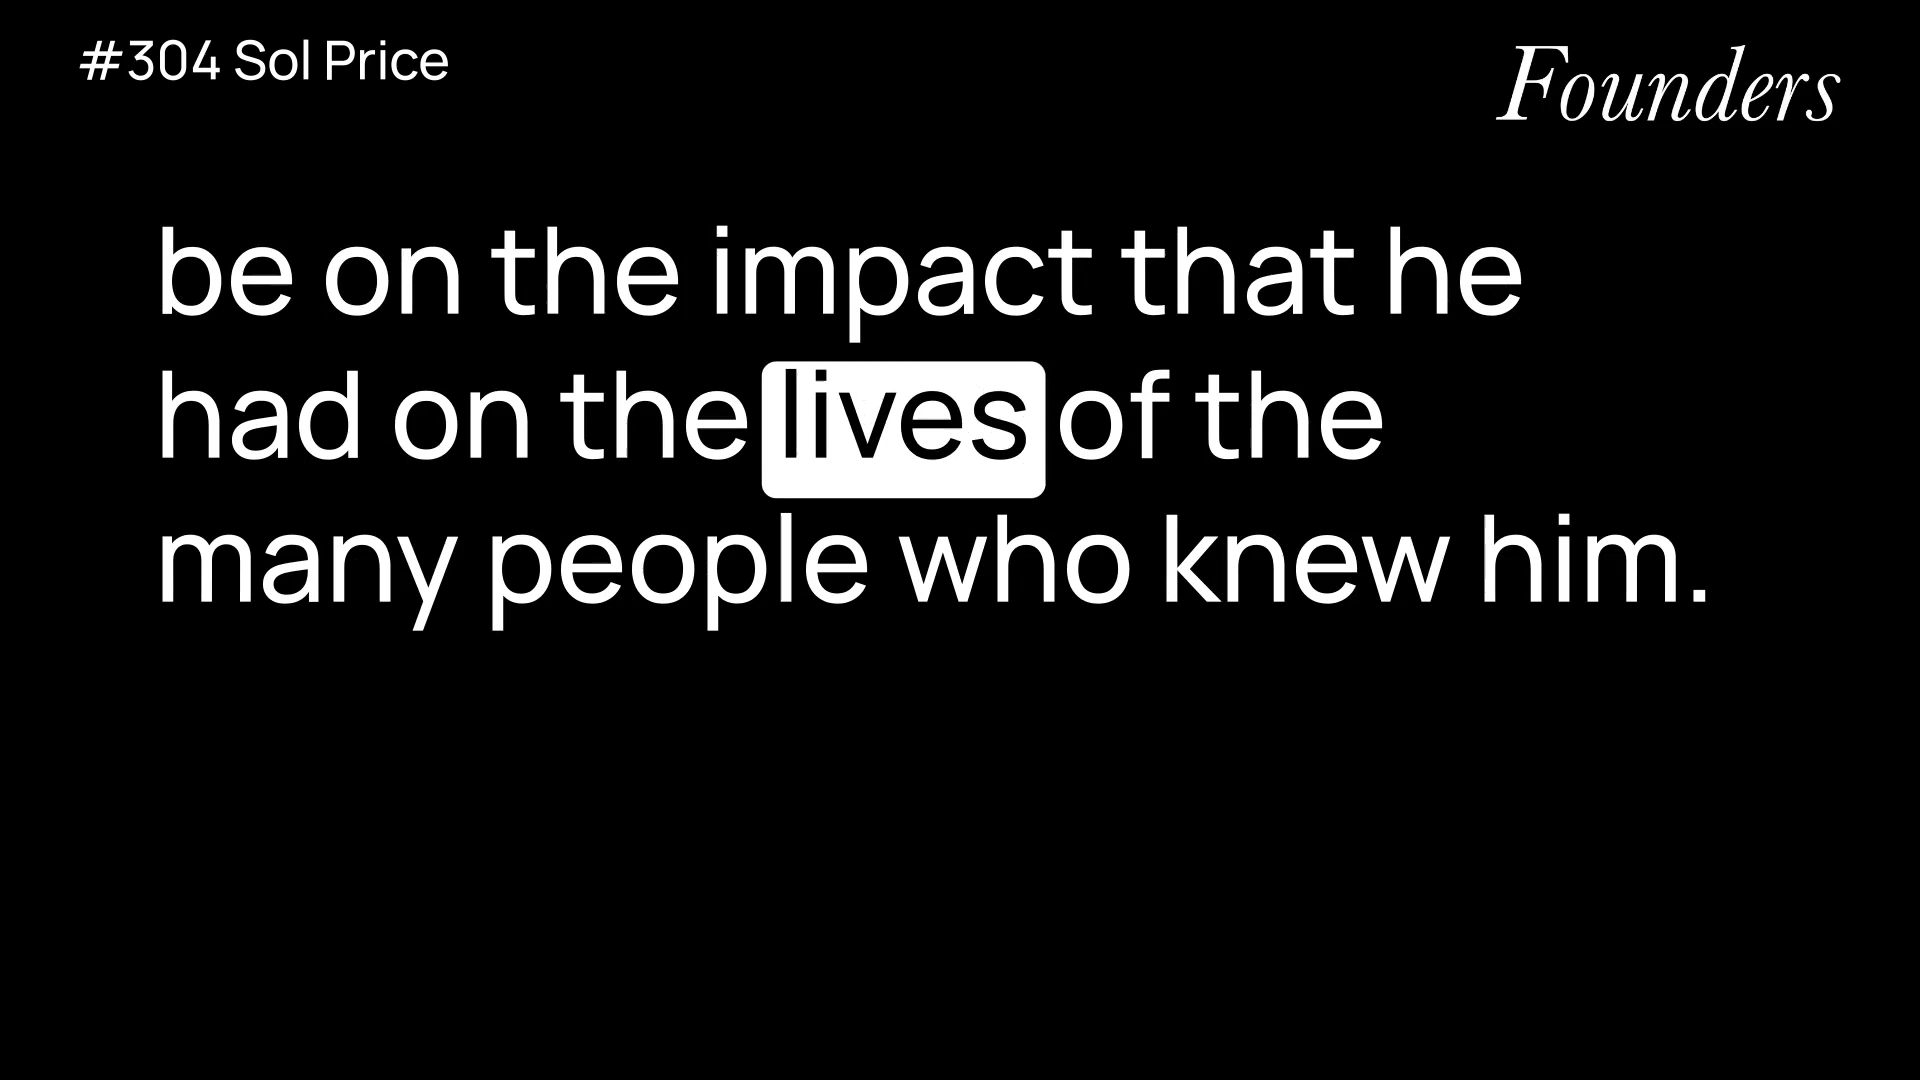 #304 Sol Price
Founders
be on the impact that he
had on the lives of the
many people who knew him.